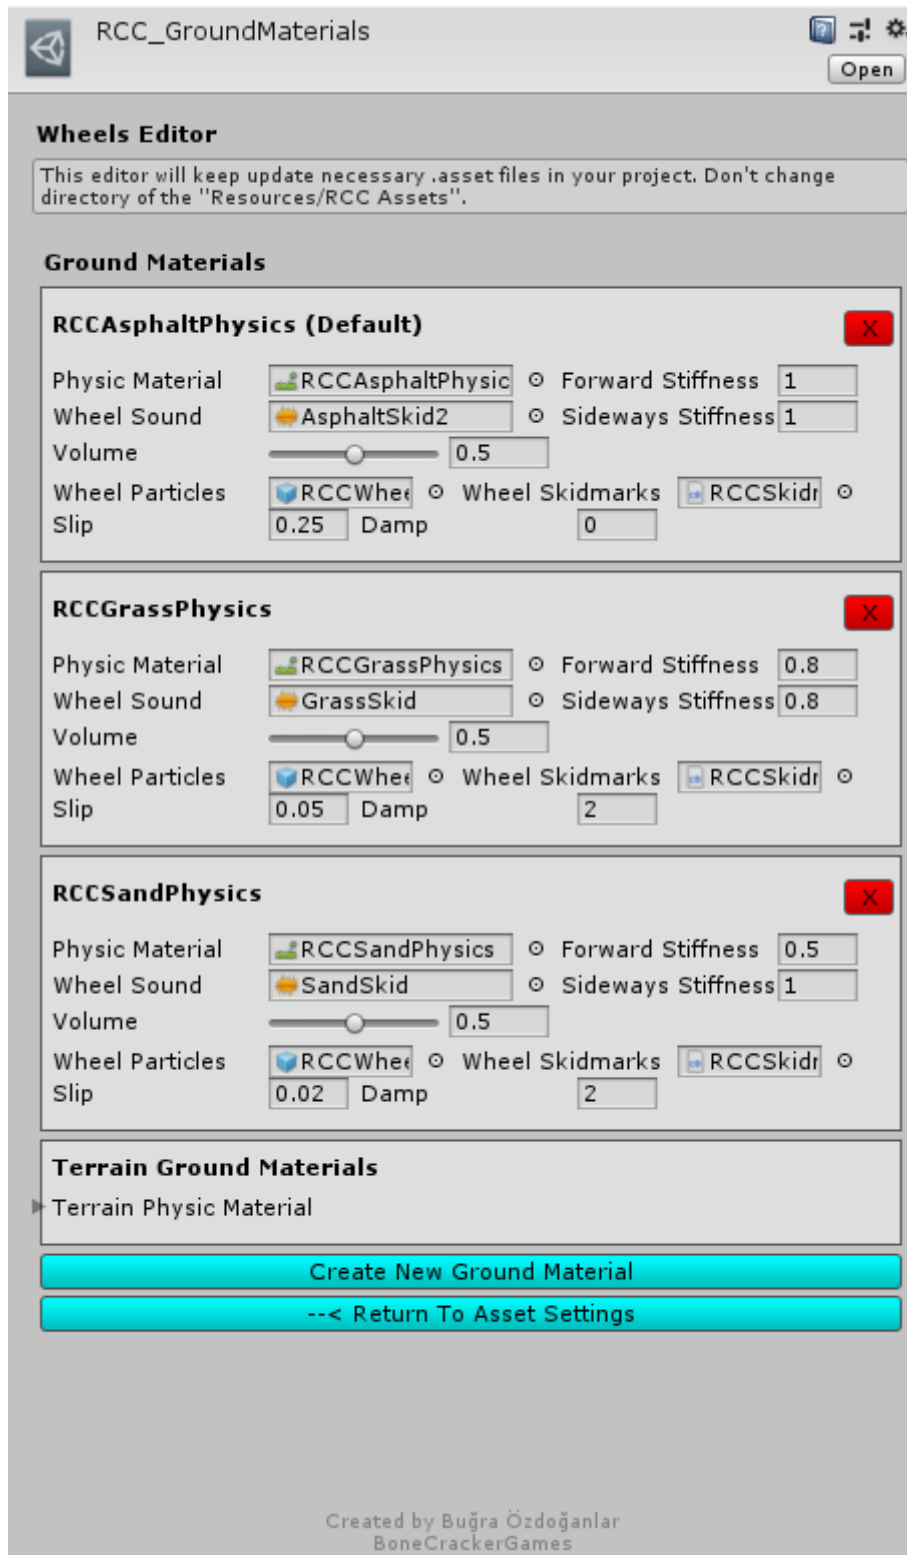 RCC_GroundMaterials
Open
Wheels Editor
This editor will keep update necessary .asset files in your project. Don't change
directory of the "Resources/RCC Assets".
Ground Materials
RCCAsphaltPhysics (Default) X
Physic Material RCCAsphaltPhysic Forward Stiffness 1
Wheel Sound AsphaltSkid2 Sideways Stiffness 1
Volume 0.5
Wheel Particles RCCWhee Wheel Skidmarks RCCSkidr
Slip 0.25 Damp 0
RCCGrassPhysics X
Physic Material RCCGrassPhysics Forward Stiffness 0.8
Wheel Sound GrassSkid Sideways Stiffness 0.8
Volume 0.5
Wheel Particles RCCWhee Wheel Skidmarks RCCSkidr
Slip 0.05 Damp 2
RCCSandPhysics X
Physic Material RCCSandPhysics Forward Stiffness 0.5
Wheel Sound SandSkid Sideways Stiffness 1
Volume 0.5
Wheel Particles RCCWhee Wheel Skidmarks RCCSkidr
Slip 0.02 Damp 2
Terrain Ground Materials
Terrain Physic Material
Create New Ground Material
--< Return To Asset Settings
Created by Buğra Özdoğanlar
BoneCrackerGames